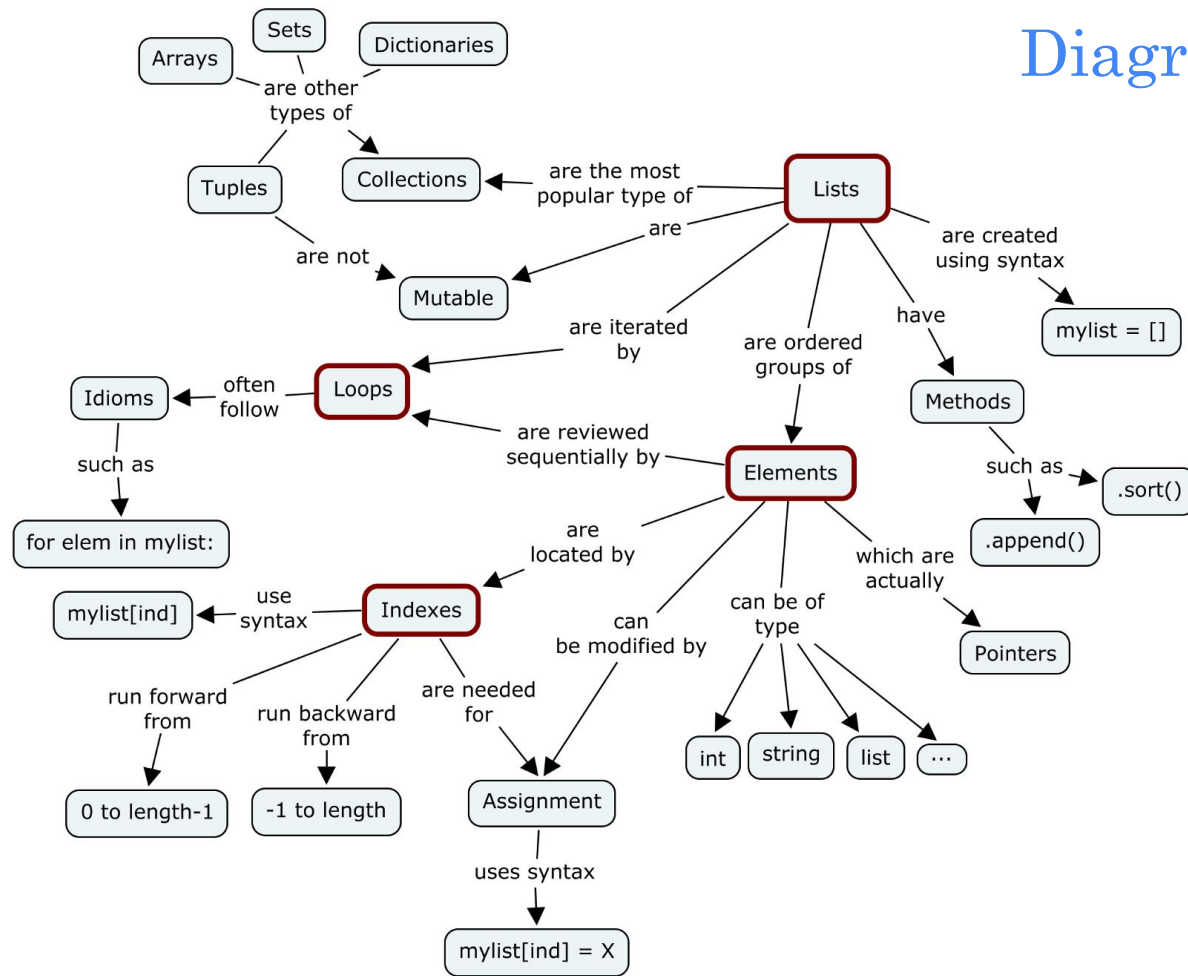 Diagr
Sets
Arrays
Dictionaries
are other
types of
Tuples
Collections
are the most
popular type of
Lists
are not
are
Mutable
are created
using syntax
mylist = []
are iterated
by
are ordered
groups of
have
Methods
such as
.sort()
.append()
Idioms
often
follow
Loops
such as
for elem in mylist:
are reviewed
sequentially by
Elements
are
located by
which are
actually
Pointers
mylist[ind]
use
syntax
Indexes
can
be modified by
can be of
type
int
string
list
...
run forward
from
run backward
from
are needed
for
0 to length-1
-1 to length
Assignment
uses syntax
mylist[ind] = X